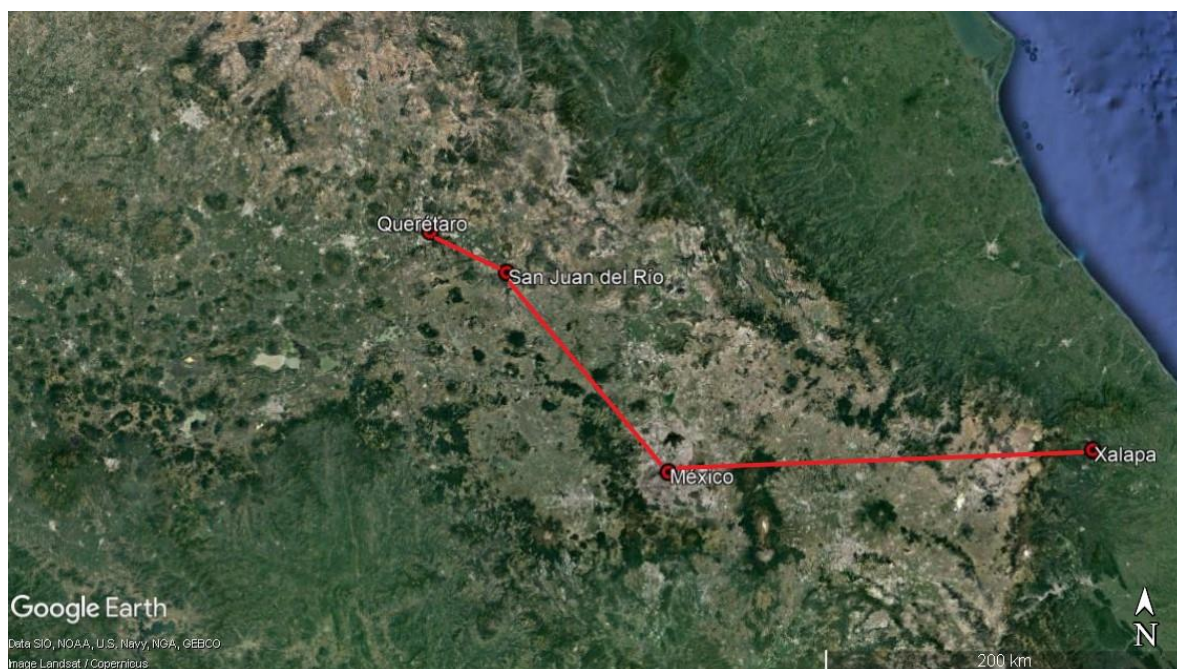 Querétaro
San Juan del Río
México
Xalapa
Google Earth
N
Data SIO, NOAA, U.S. Navy, NGA, GEBCO
Image Landsat / Copernicus
200 km